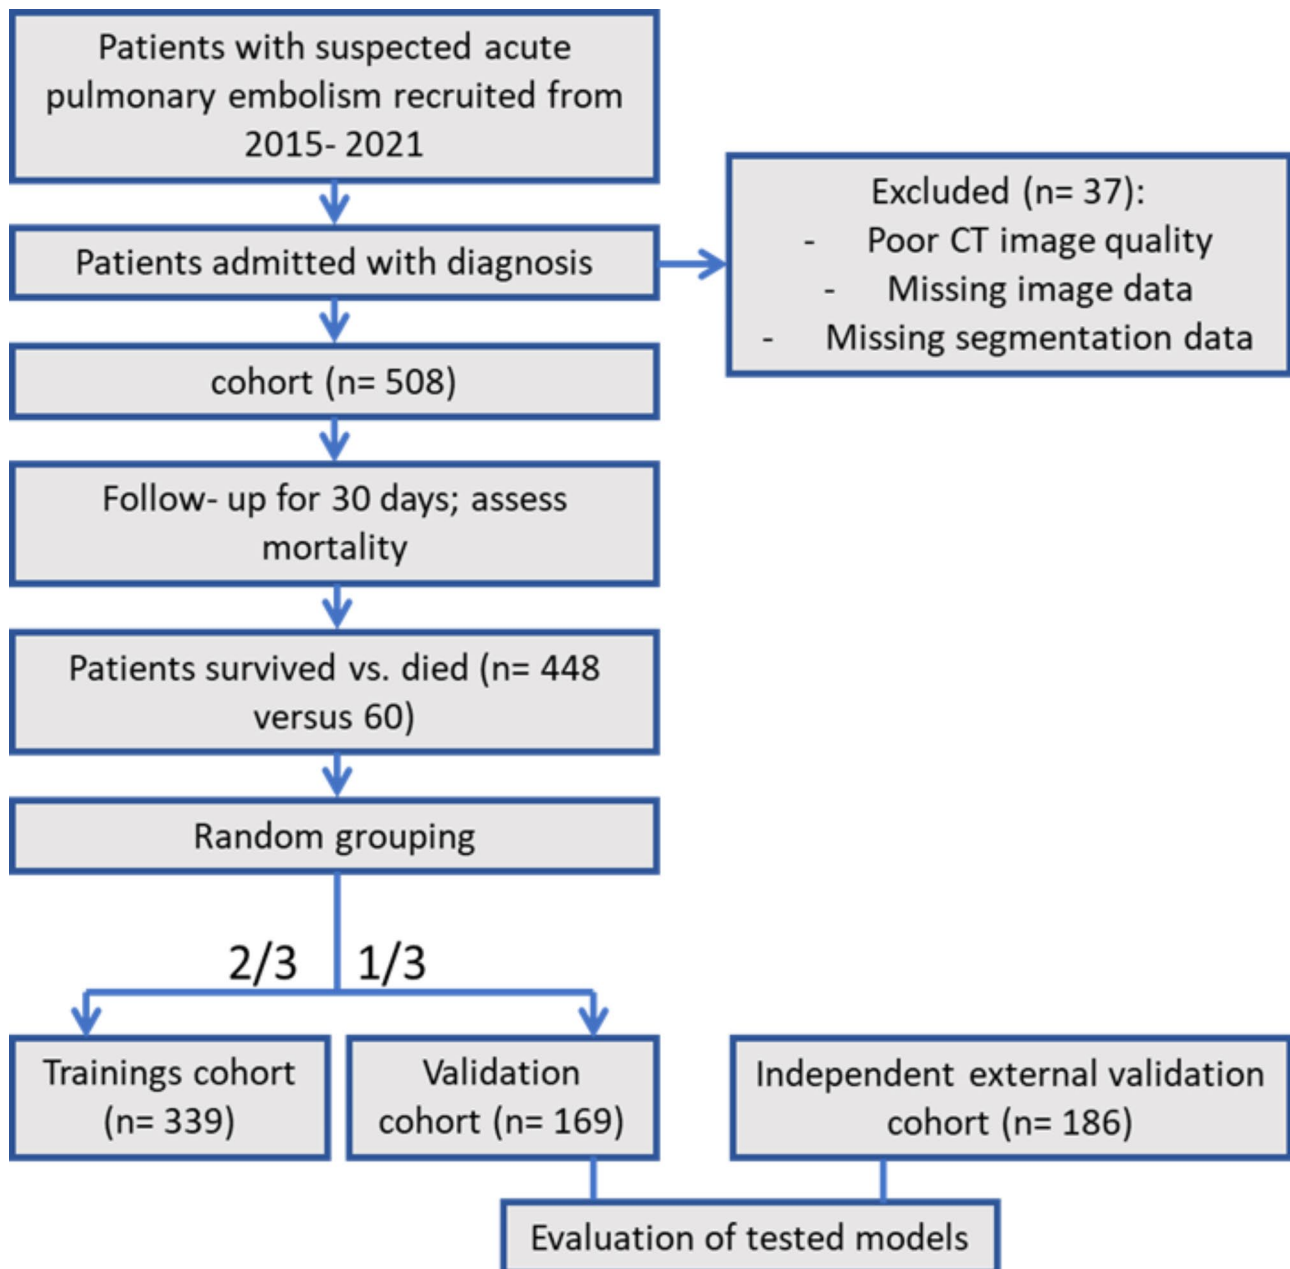 Patients with suspected acute
pulmonary embolism recruited from
2015- 2021
Patients admitted with diagnosis
Excluded (n= 37):
- Poor CT image quality
- Missing image data
- Missing segmentation data
cohort (n= 508)
Follow- up for 30 days; assess
mortality
Patients survived vs. died (n= 448
versus 60)
Random grouping
2/3 1/3
Trainings cohort
(n= 339)
Validation
cohort (n= 169)
Independent external validation
cohort (n= 186)
Evaluation of tested models